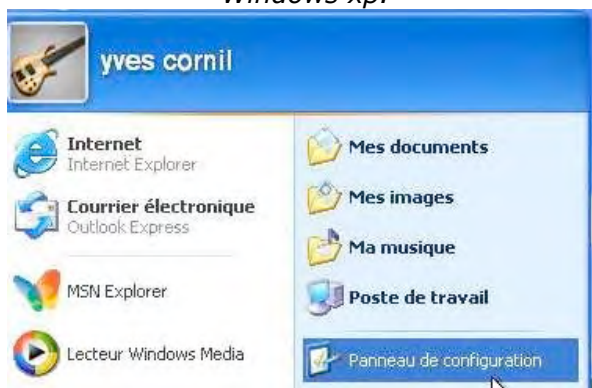 Windows xp.
yves cornil
Internet
Internet Explorer
Courrier électronique
Outlook Express
MSN Explorer
Lecteur Windows Media
Mes documents
Mes images
Ma musique
Poste de travail
Panneau de configuration